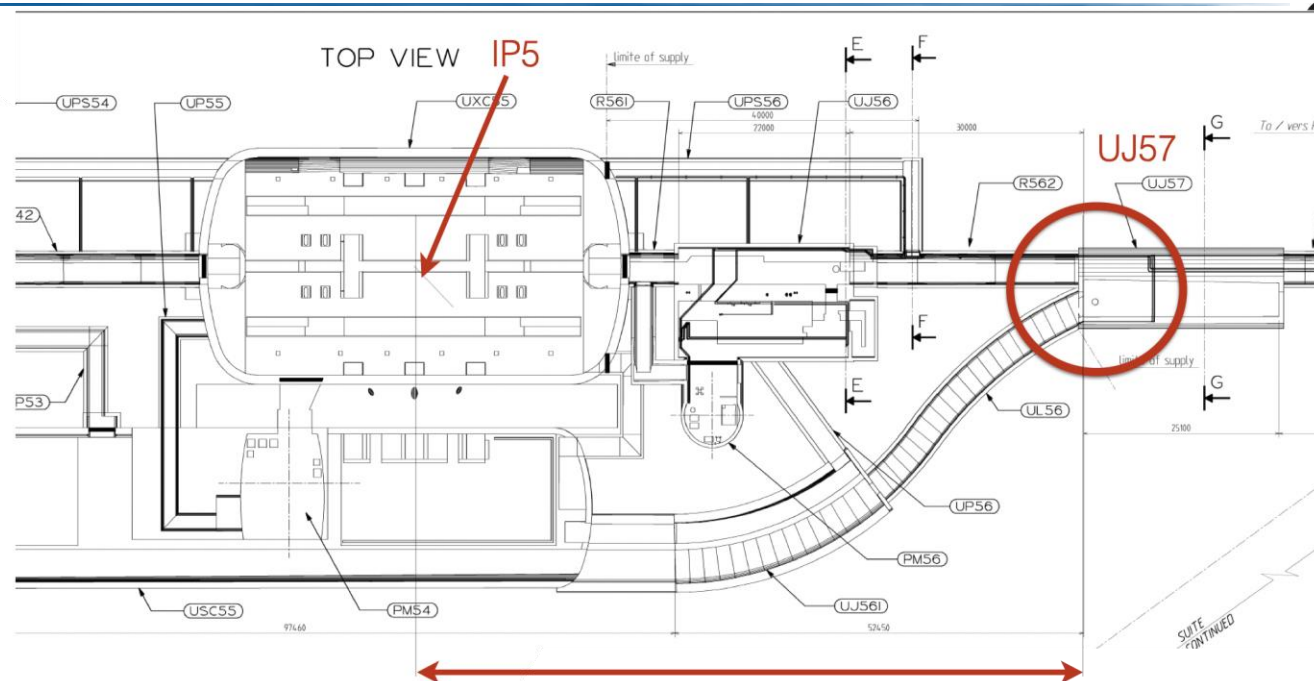 TOP VIEW
IP5
limite of supply
E
F
UPS54
UP55
UXC55
R561
UPS56
UJ56
40000
22000
30000
G
To / vers
UJ57
R562
UJ57
42
F
limite of supply
P53
E
G
UL56
25100
UP56
PM56
USC55
PM54
UJ561
97460
52450
SUITE
CONTINUED